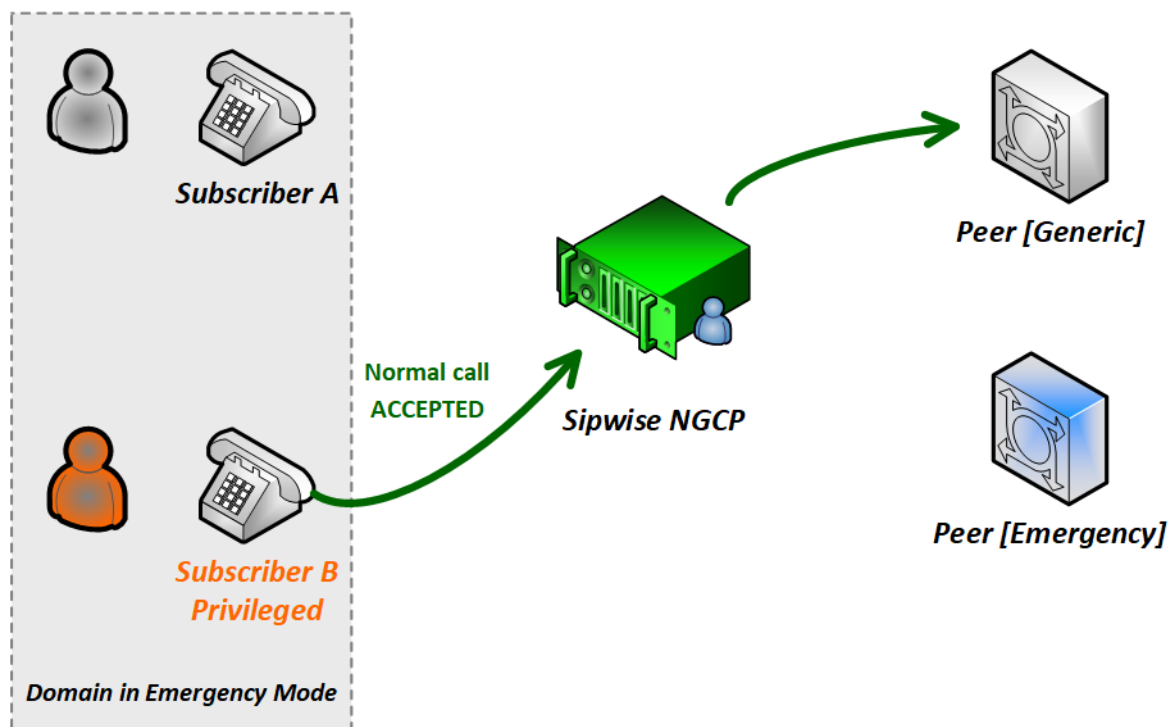 Subscriber A
Peer [Generic]
Normal call
ACCEPTED
Sipwise NGCP
Peer [Emergency]
Subscriber B
Privileged
Domain in Emergency Mode